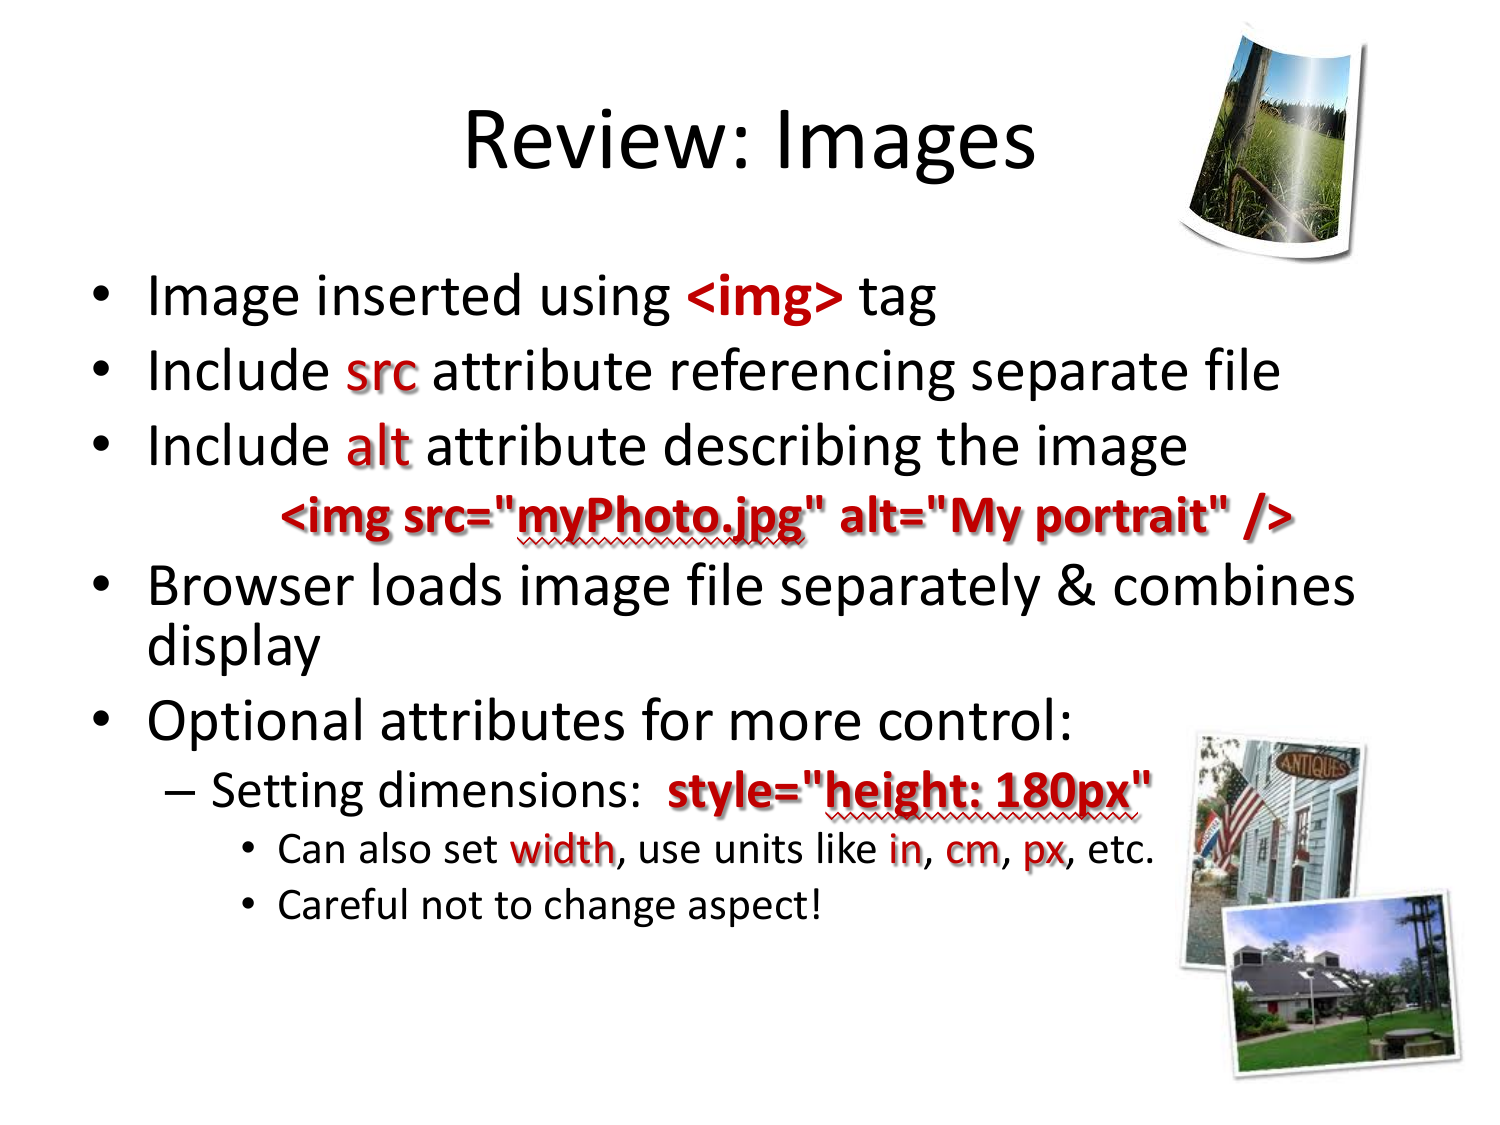 Review: Images
• Image inserted using <img> tag
• Include src attribute referencing separate file
• Include alt attribute describing the image
<img src="myPhoto.jpg" alt="My portrait" />
• Browser loads image file separately & combines
display
• Optional attributes for more control:
– Setting dimensions: style="height: 180px"
• Can also set width, use units like in, cm, px, etc.
• Careful not to change aspect!
ANTIQUES